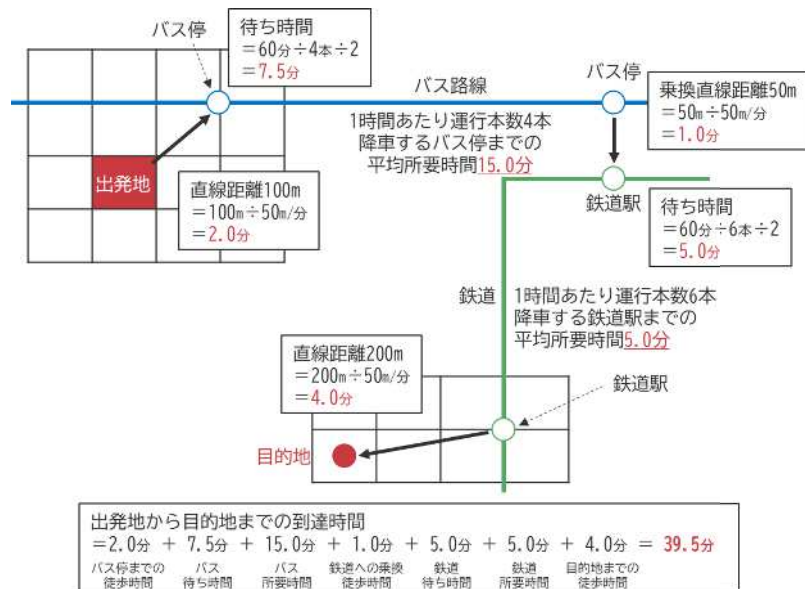 バス停
待ち時間
=60分÷4本÷2
=7.5分
バス路線
バス停
乗換直線距離50m
=50m÷50m/分
=1.0分
1時間あたり運行本数4本
降車するバス停までの
平均所要時間15.0分
出発地
直線距離100m
=100m÷50m/分
=2.0分
鉄道駅
待ち時間
=60分÷6本÷2
=5.0分
鉄道
1時間あたり運行本数6本
降車する鉄道駅までの
平均所要時間5.0分
直線距離200m
=200m÷50m/分
=4.0分
鉄道駅
目的地
出発地から目的地までの到達時間
=2.0分 + 7.5分 + 15.0分 + 1.0分 + 5.0分 + 5.0分 + 4.0分 = 39.5分
バス停までの バス バス 鉄道への乗換 鉄道 鉄道 目的地までの
徒歩時間 待ち時間 所要時間 徒歩時間 待ち時間 所要時間 徒歩時間